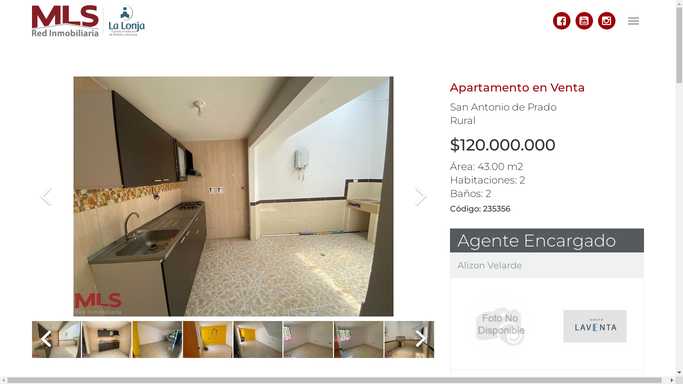 MLS
Red Inmobiliaria
La Lonja
Apartamento en Venta
San Antonio de Prado
Rural
$120.000.000
Área: 43.00 m2
Habitaciones: 2
Baños: 2
Código: 235356
Agente Encargado
Alizon Velarde
MLS
Red Inmobiliaria
Foto No
Disponible
LAVENTA